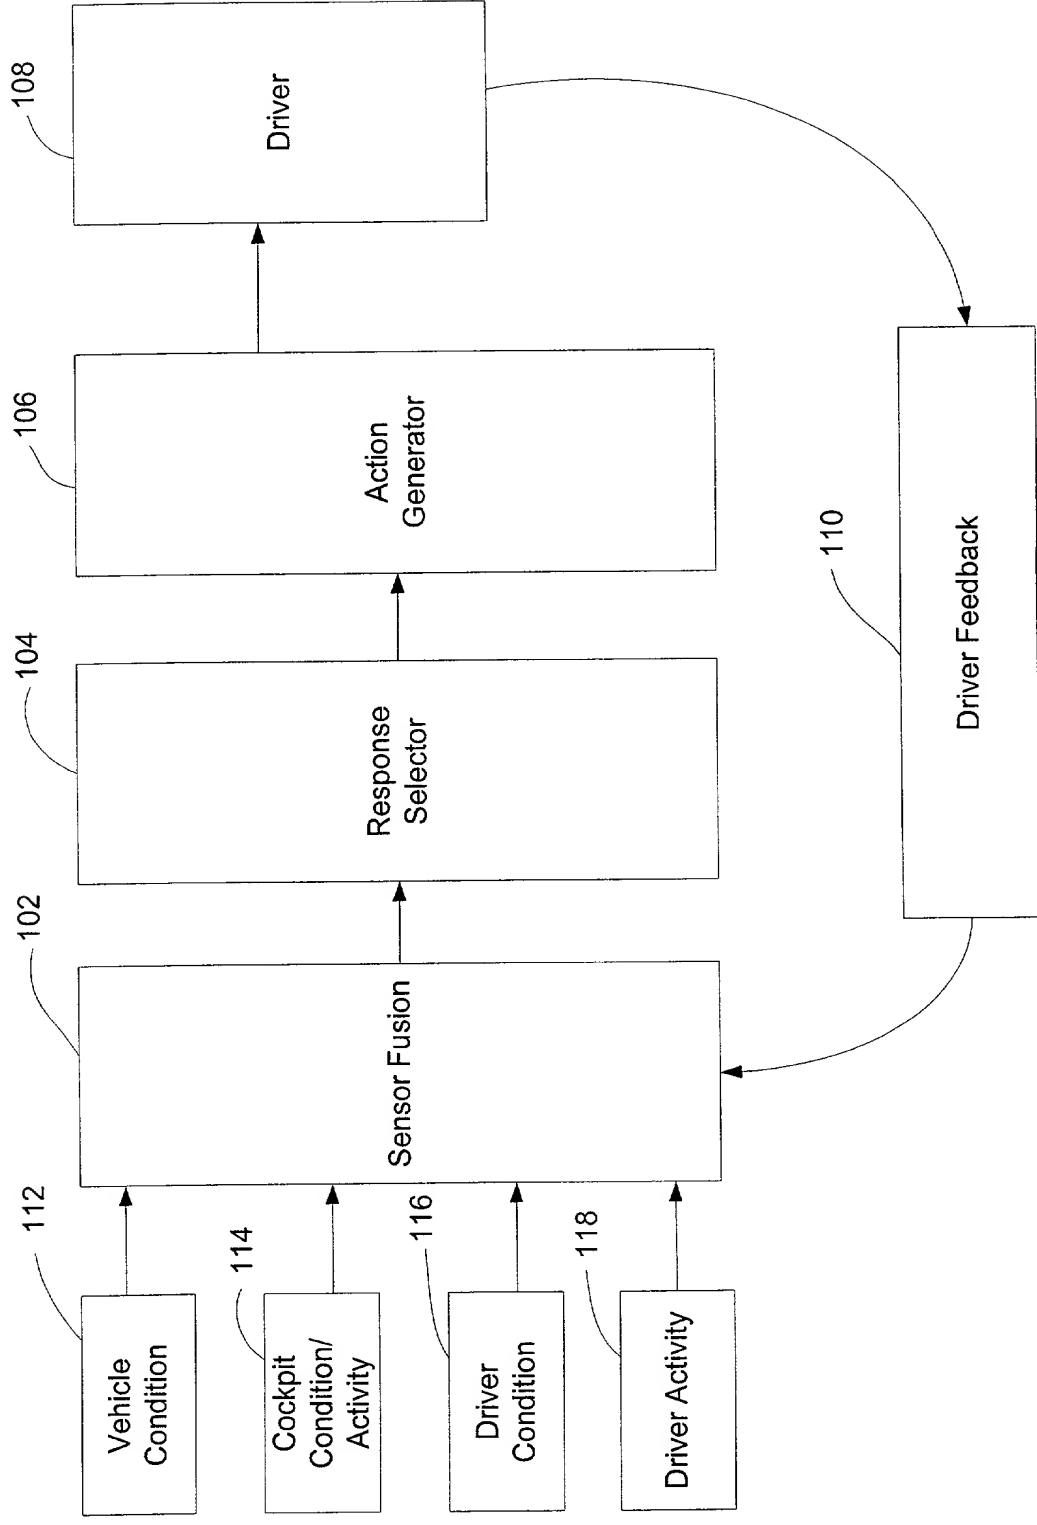 112
Vehicle
Condition
114
Cockpit
Condition/
Activity
116
Driver
Condition
118
Driver Activity
102
Sensor Fusion
104
Response
Selector
106
Action
Generator
108
Driver
110
Driver Feedback